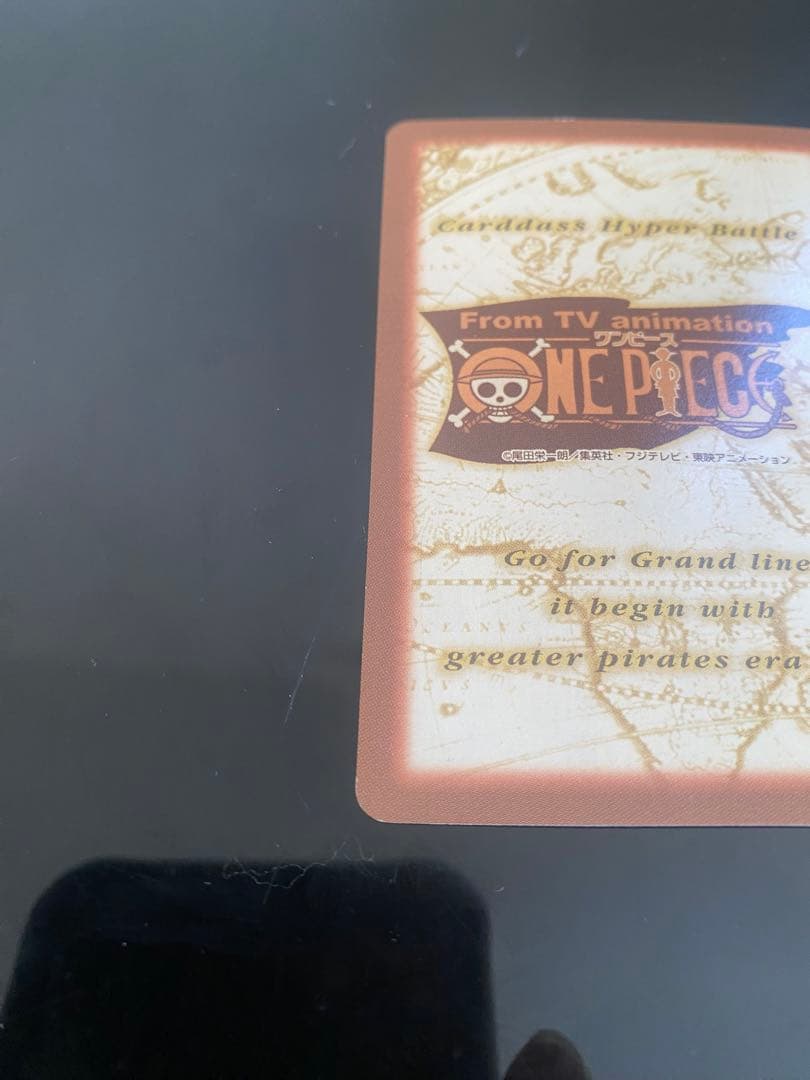 Carddass Hyper Battle
From TV animation
ワンピース
ONE PIECE
©尾田栄一朗／集英社・フジテレビ・東映アニメーション
Go for Grand line
it begin with
greater pirates era